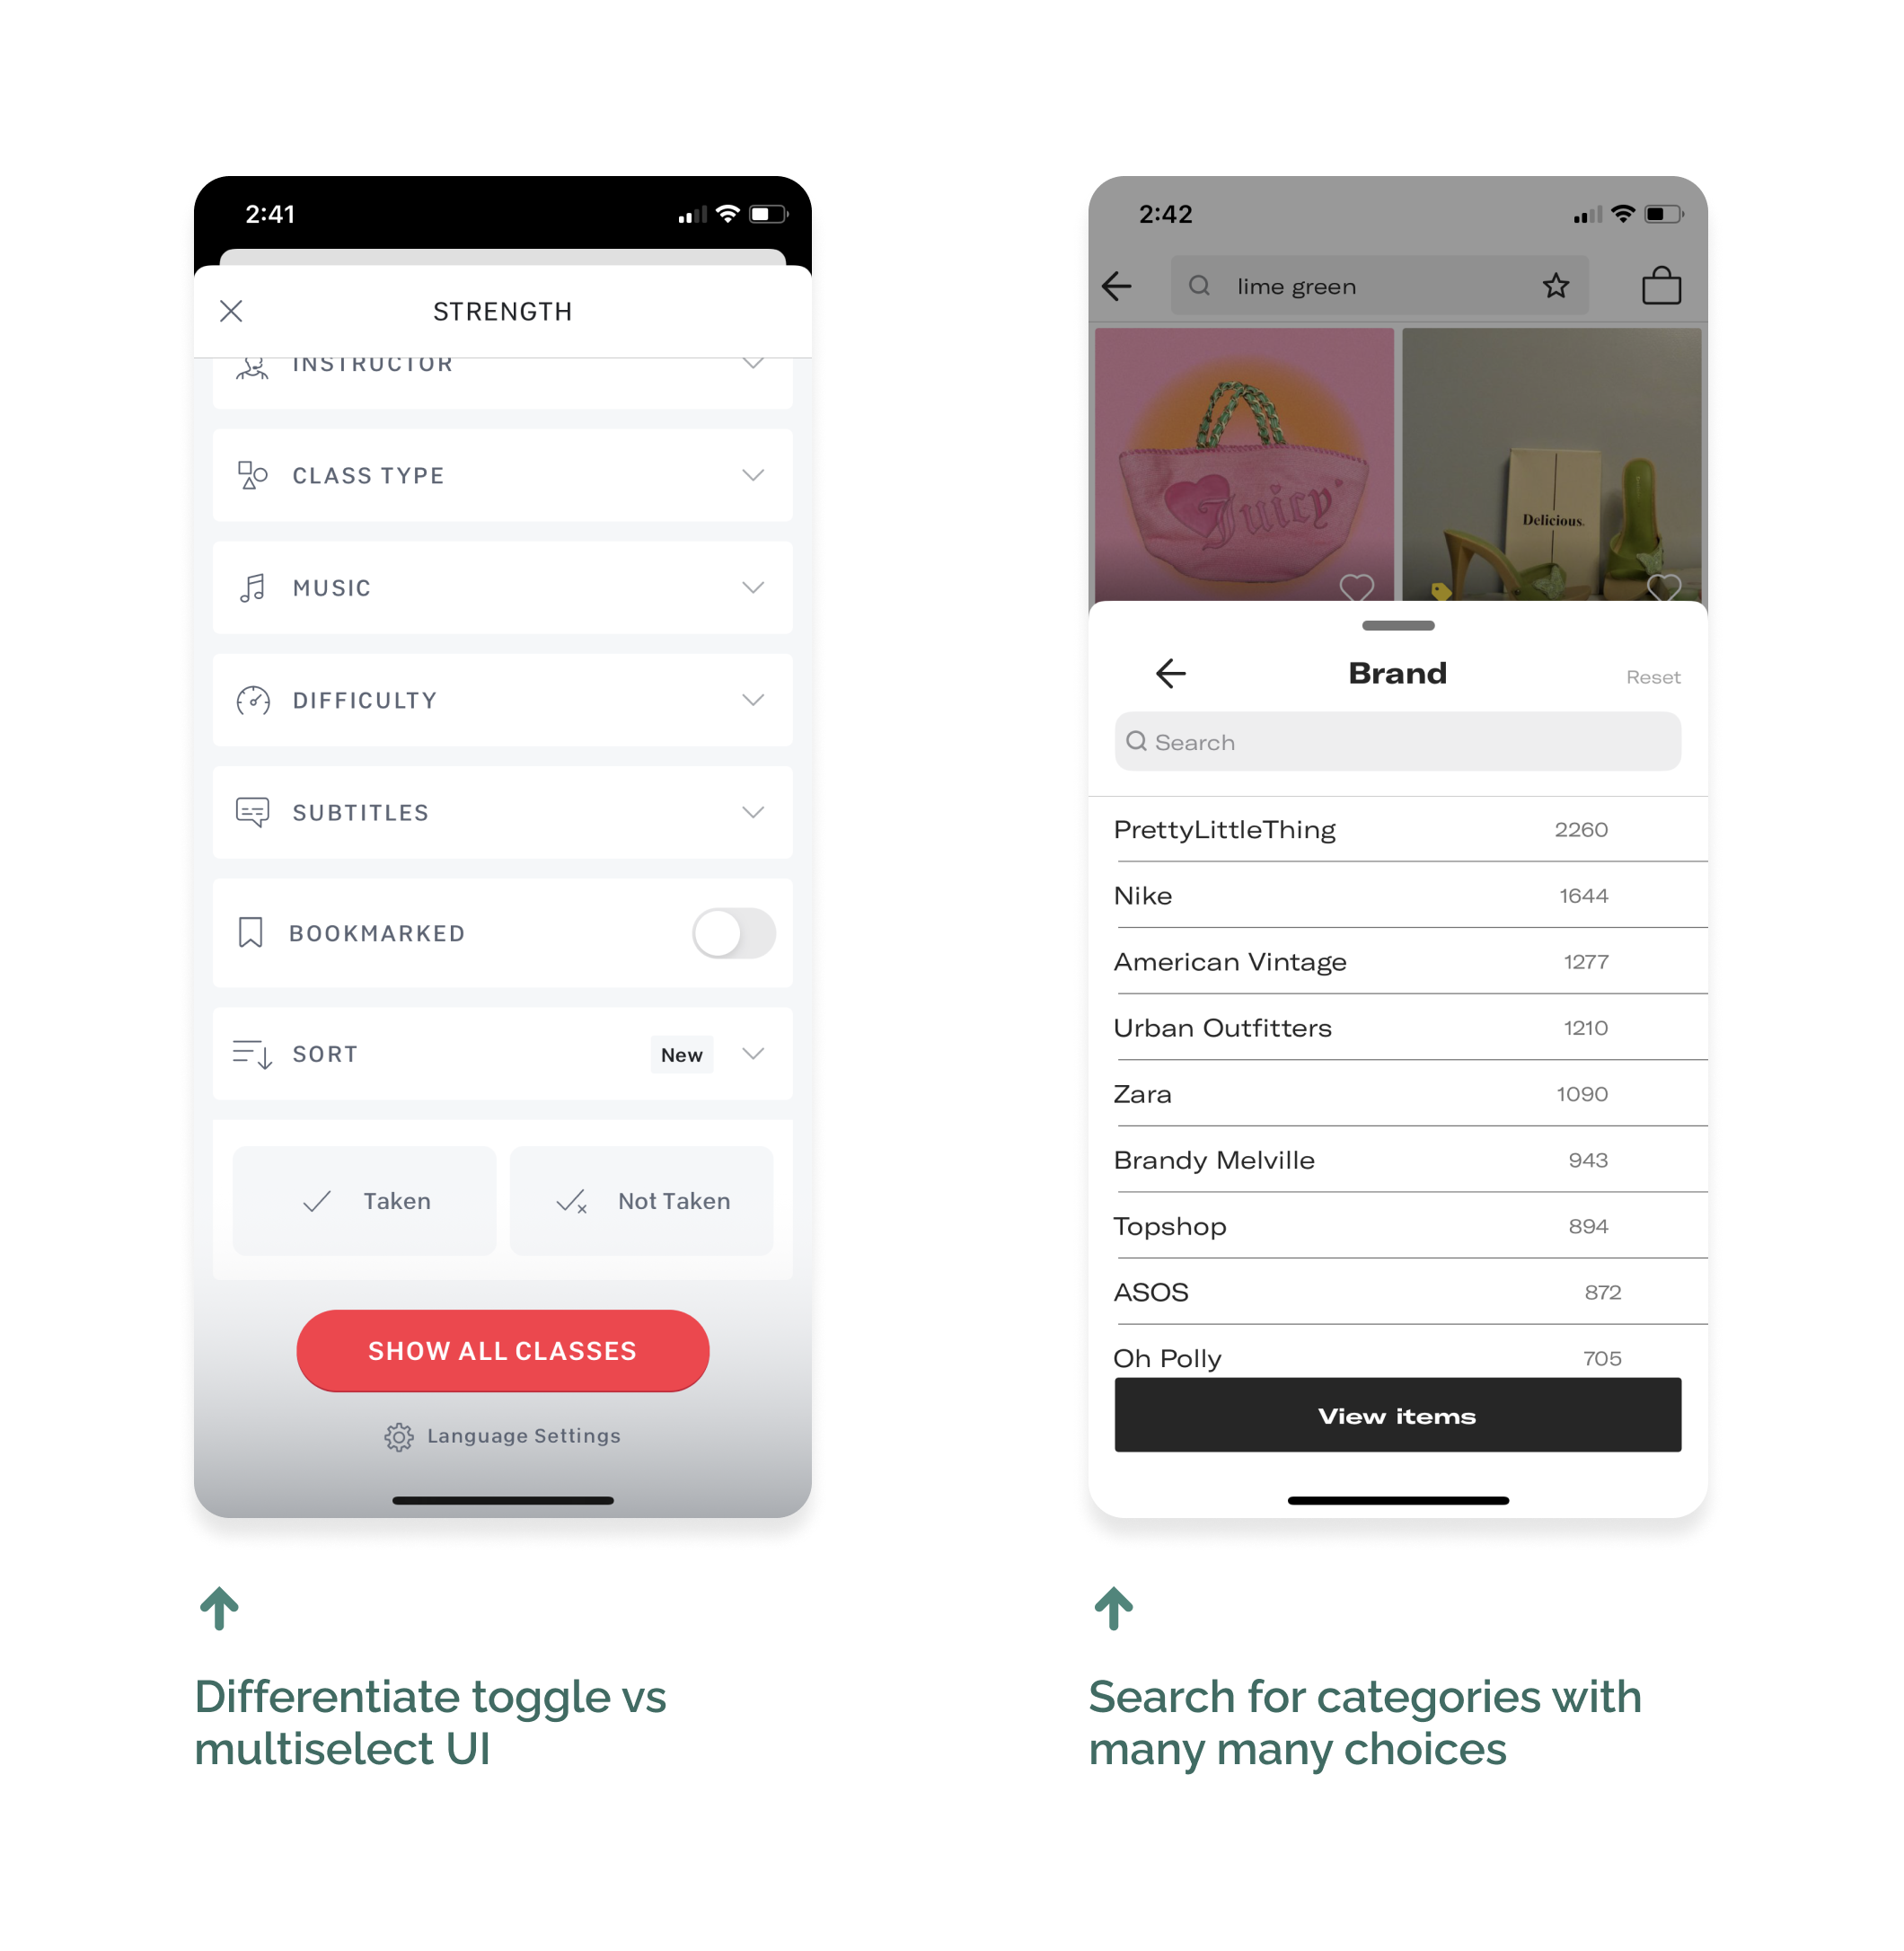 2:41
STRENGTH
INSTRUCTOR
CLASS TYPE
MUSIC
DIFFICULTY
SUBTITLES
BOOKMARKED
SORT New
Taken Not Taken
SHOW ALL CLASSES
Language Settings
Differentiate toggle vs
multiselect UI
2:42
lime green
Juicy
Delicious.
Brand Reset
Search
PrettyLittleThing 2260
Nike 1644
American Vintage 1277
Urban Outfitters 1210
Zara 1090
Brandy Melville 943
Topshop 894
ASOS 872
Oh Polly 705
View items
Search for categories with
many many choices